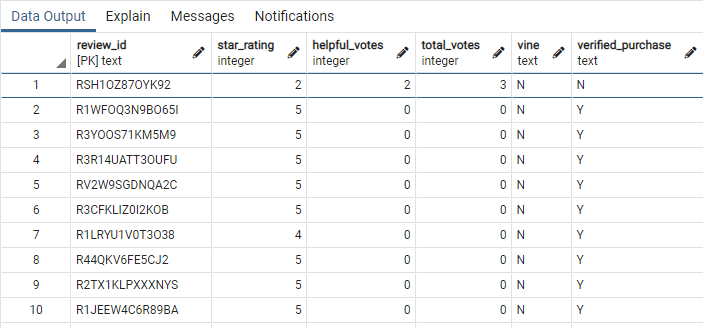 Data Output Explain Messages Notifications
review_id star_rating helpful_votes total_votes vine verified_purchase
[PK] text integer integer integer text text
1 RSH1OZ87OYK92 2 2 3 N N
2 R1WFOQ3N9BO65I 5 0 0 N Y
3 R3YOOS71KM5M9 5 0 0 N Y
4 R3R14UATT3OUFU 5 0 0 N Y
5 RV2W9SGDNQA2C 5 0 0 N Y
6 R3CFKLIZ0I2KOB 5 0 0 N Y
7 R1LRYU1V0T3O38 4 0 0 N Y
8 R44QKV6FE5CJ2 5 0 0 N Y
9 R2TX1KLPXXXNYS 5 0 0 N Y
10 R1JEEW4C6R89BA 5 0 0 N Y